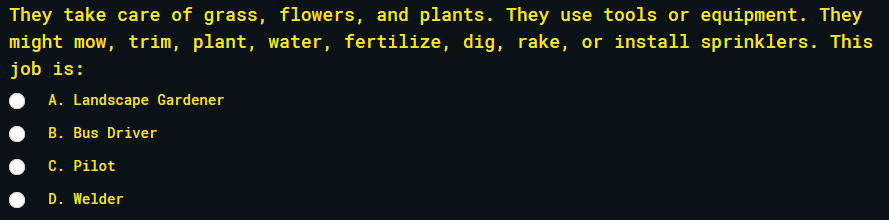 They take care of grass, flowers, and plants. They use tools or equipment. They
might mow, trim, plant, water, fertilize, dig, rake, or install sprinklers. This
job is:
A. Landscape Gardener
B. Bus Driver
C. Pilot
D. Welder